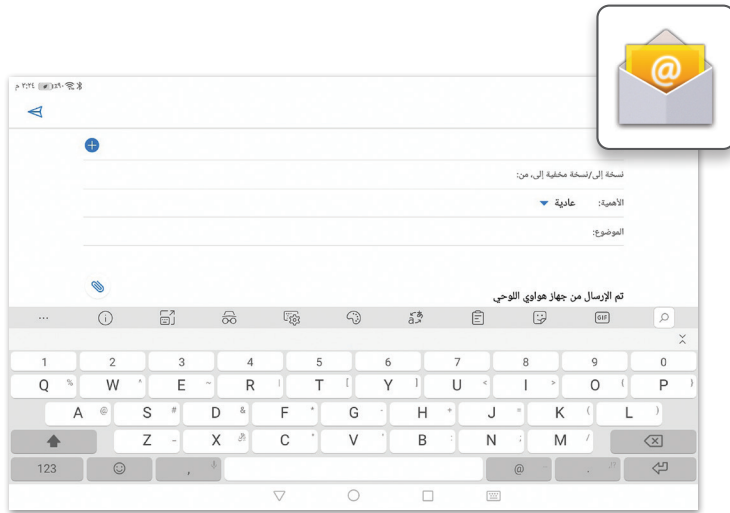 ٣:٢٤ م
نسخة إلى/نسخة مخفية إلى، من:
الأهمية: عادية
الموضوع:
تم الإرسال من جهاز هواوي اللوحي
GIF
1 2 3 4 5 6 7 8 9 0
Q % W ^ E ~ R | T [ Y ] U < I > O { P }
A @ S # D & F * G - H + J = K ( L )
Z - X C V B : N ; M /
123 , @ .